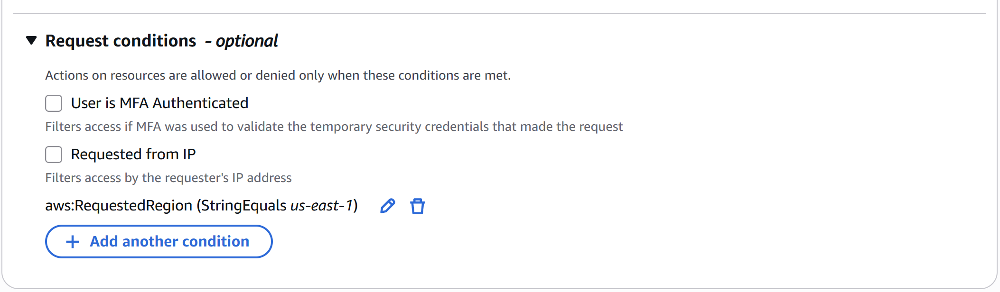 Request conditions - optional
Actions on resources are allowed or denied only when these conditions are met.
User is MFA Authenticated
Filters access if MFA was used to validate the temporary security credentials that made the request
Requested from IP
Filters access by the requester's IP address
aws:RequestedRegion (StringEquals us-east-1)
Add another condition